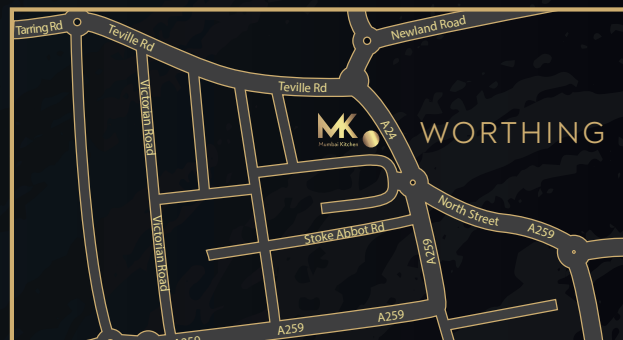 Tarring Rd
Teville Rd
Newland Road
Teville Rd
Victorian Road
MK
Mumbai Kitchen
A24
WORTHING
North Street
A259
Victorian Road
Stoke Abbot Rd
A259
A259
A259
A259